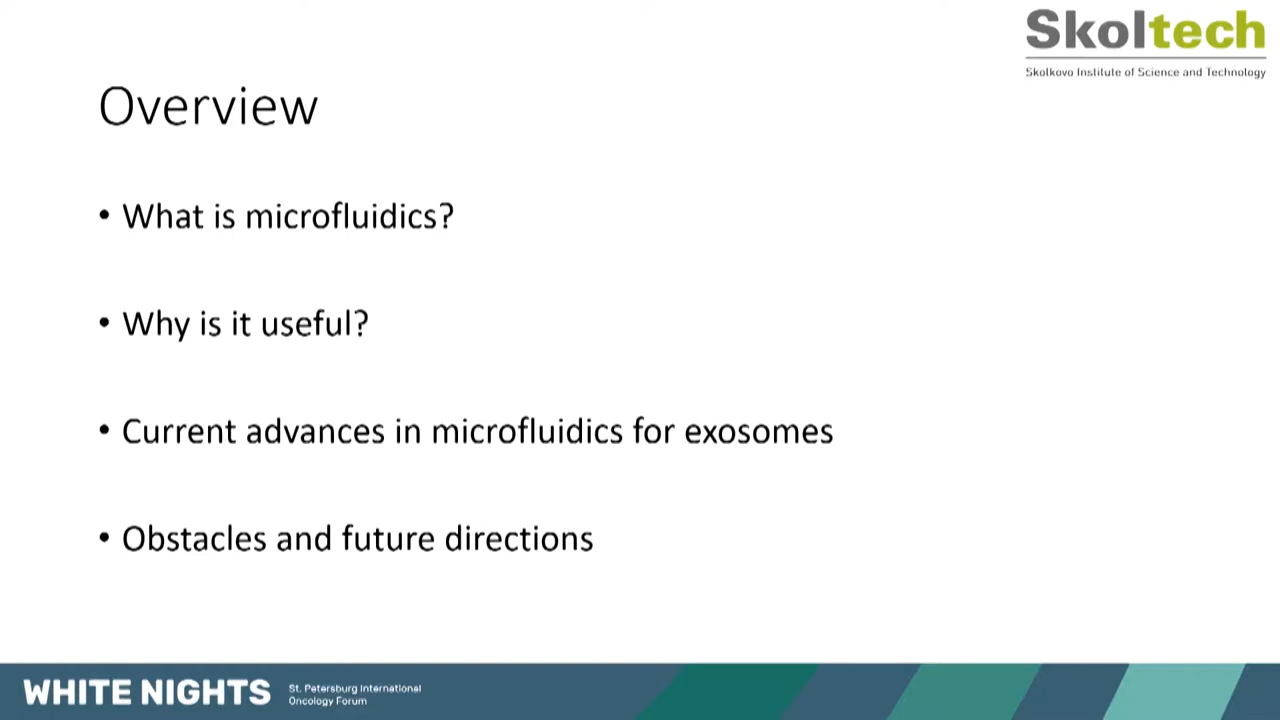 Skoltech
Skolkovo Institute of Science and Technology
Overview
• What is microfluidics?
• Why is it useful?
• Current advances in microfluidics for exosomes
• Obstacles and future directions
WHITE NIGHTS
St. Petersburg International
Oncology Forum